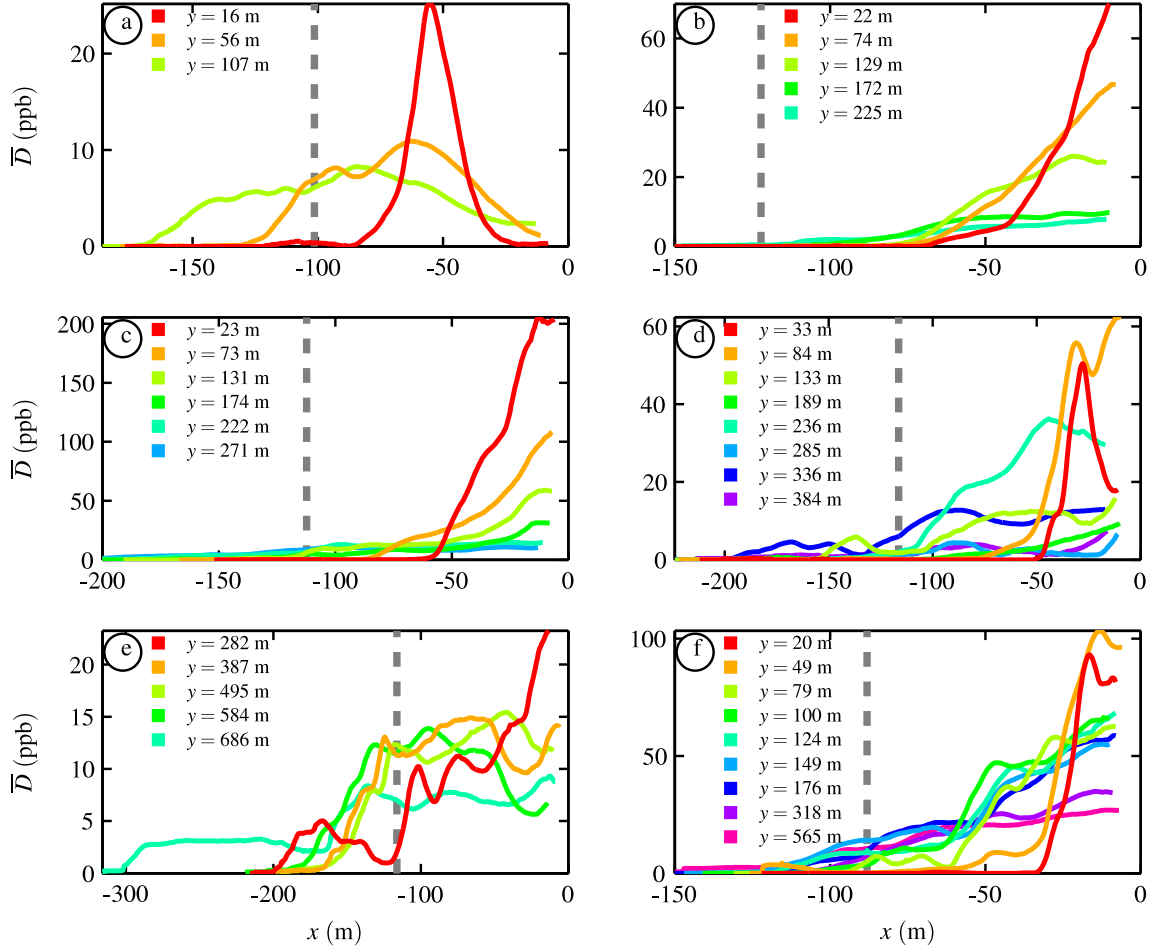 a
y = 16 m
y = 56 m
y = 107 m
D̅ (ppb)
20
10
0
-150
-100
-50
0
b
y = 22 m
y = 74 m
y = 129 m
y = 172 m
y = 225 m
60
40
20
0
-150
-100
-50
0
c
y = 23 m
y = 73 m
y = 131 m
y = 174 m
y = 222 m
y = 271 m
D̅ (ppb)
200
150
100
50
0
-200
-150
-100
-50
0
d
y = 33 m
y = 84 m
y = 133 m
y = 189 m
y = 236 m
y = 285 m
y = 336 m
y = 384 m
60
40
20
0
-200
-150
-100
-50
0
e
y = 282 m
y = 387 m
y = 495 m
y = 584 m
y = 686 m
D̅ (ppb)
20
15
10
5
0
-300
-200
-100
0
x (m)
f
y = 20 m
y = 49 m
y = 79 m
y = 100 m
y = 124 m
y = 149 m
y = 176 m
y = 318 m
y = 565 m
100
50
0
-150
-100
-50
0
x (m)